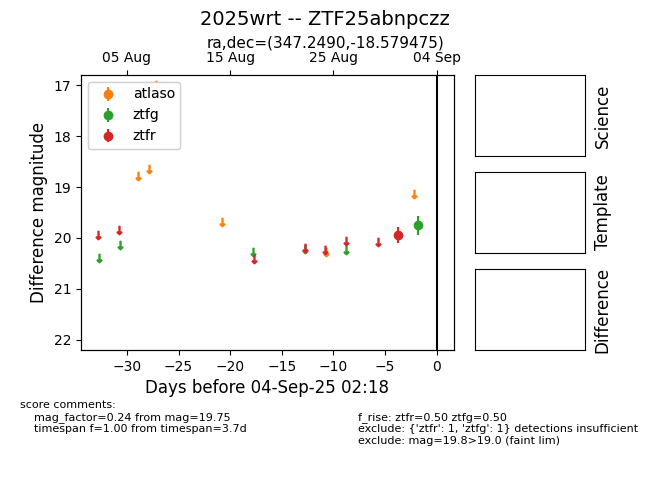 2025wrt -- ZTF25abnpczz
ra,dec=(347.2490,-18.579475)
05 Aug 15 Aug 25 Aug 04 Sep
atlaso
ztfg
ztfr
17
18
19
20
21
22
Difference magnitude
−30 −25 −20 −15 −10 −5 0
Days before 04-Sep-25 02:18
Science
Template
Difference
score comments:
mag_factor=0.24 from mag=19.75
timespan f=1.00 from timespan=3.7d
f_rise: ztfr=0.50 ztfg=0.50
exclude: {'ztfr': 1, 'ztfg': 1} detections insufficient
exclude: mag=19.8>19.0 (faint lim)